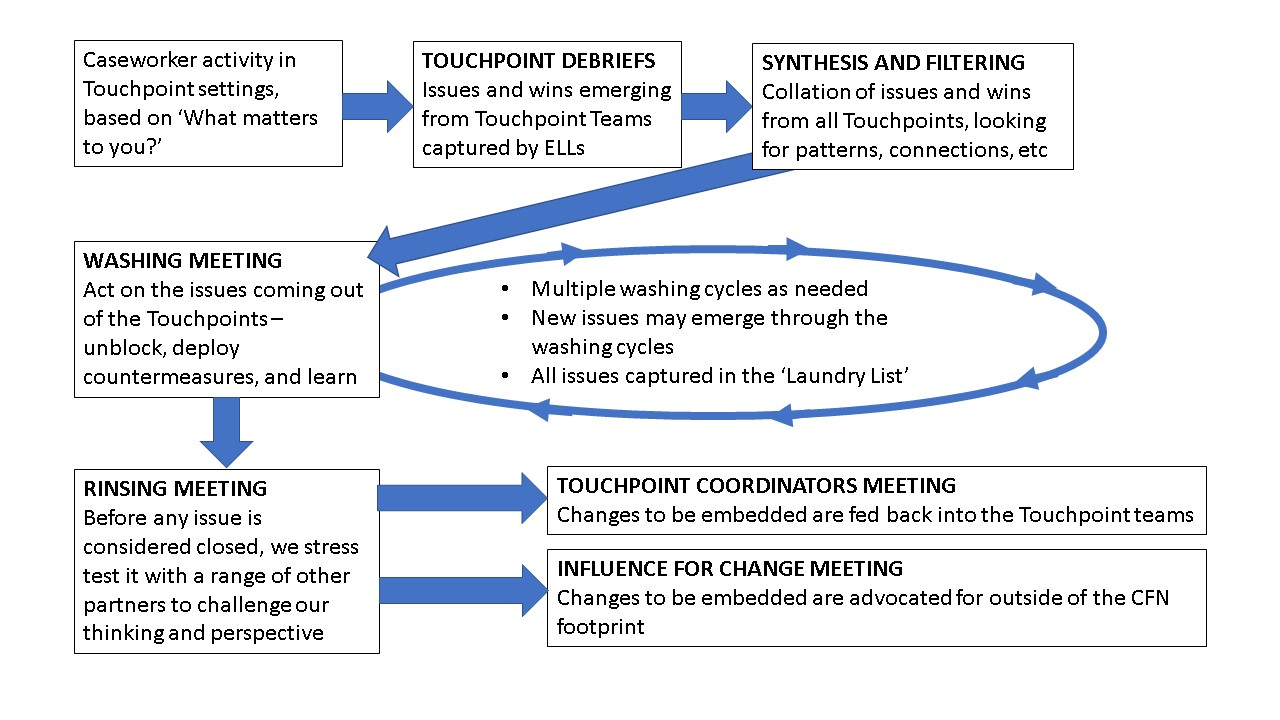 Caseworker activity in
Touchpoint settings,
based on ‘What matters
to you?’
TOUCHPOINT DEBRIEFS
Issues and wins emerging
from Touchpoint Teams
captured by ELLs
SYNTHESIS AND FILTERING
Collation of issues and wins
from all Touchpoints, looking
for patterns, connections, etc
WASHING MEETING
Act on the issues coming out
of the Touchpoints –
unblock, deploy
countermeasures, and learn
• Multiple washing cycles as needed
• New issues may emerge through the
washing cycles
• All issues captured in the ‘Laundry List’
RINSING MEETING
Before any issue is
considered closed, we stress
test it with a range of other
partners to challenge our
thinking and perspective
TOUCHPOINT COORDINATORS MEETING
Changes to be embedded are fed back into the Touchpoint teams
INFLUENCE FOR CHANGE MEETING
Changes to be embedded are advocated for outside of the CFN
footprint